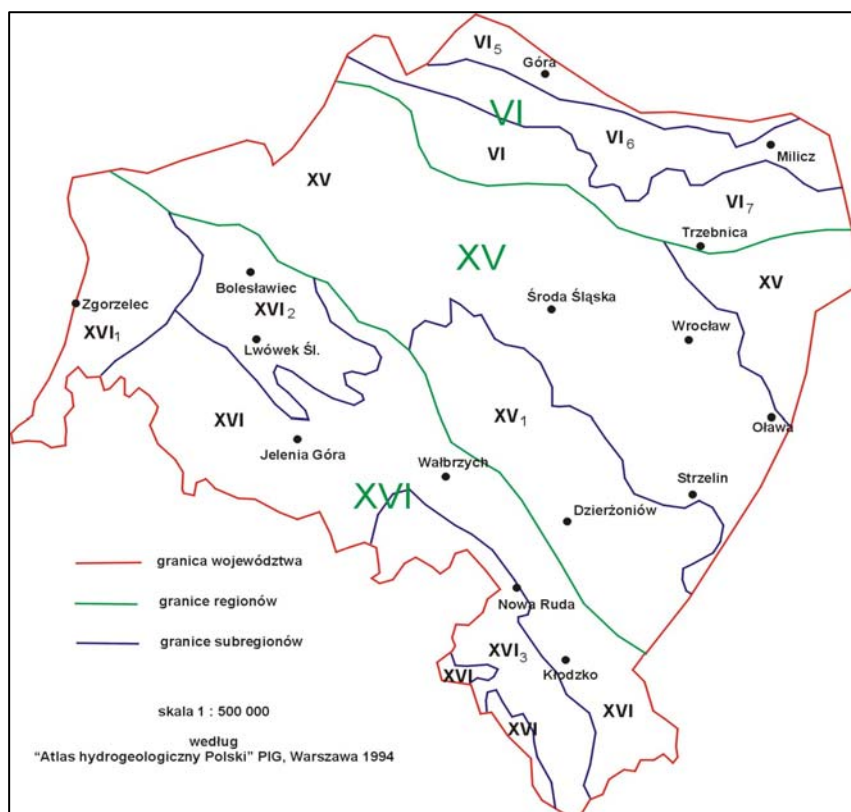 VI5
Góra
VI
VI
VI6
Milicz
XV
VI7
Trzebnica
XV
XV
Bolesławiec
Środa Śląska
Zgorzelec
XVI2
XVI1
Wrocław
Lwówek Śl.
XVI
XV1
Oława
Jelenia Góra
Wałbrzych
Strzelin
XVI
Dzierżoniów
granica województwa
Nowa Ruda
granice regionów
granice subregionów
XVI3
Kłodzko
XVI
XVI
skala 1 : 500 000
XVI
według
“Atlas hydrogeologiczny Polski” PIG, Warszawa 1994